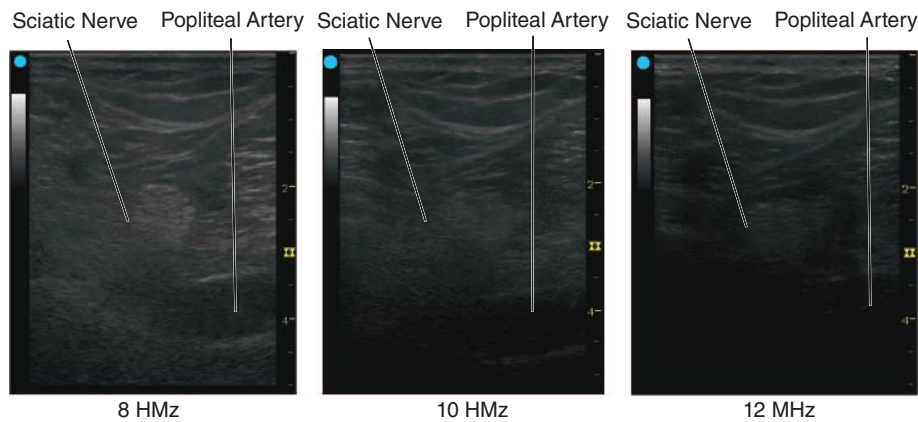 Sciatic Nerve Popliteal Artery Sciatic Nerve Popliteal Artery Sciatic Nerve Popliteal Artery
2 2 2
4 4 4
8 HMz 10 HMz 12 MHz